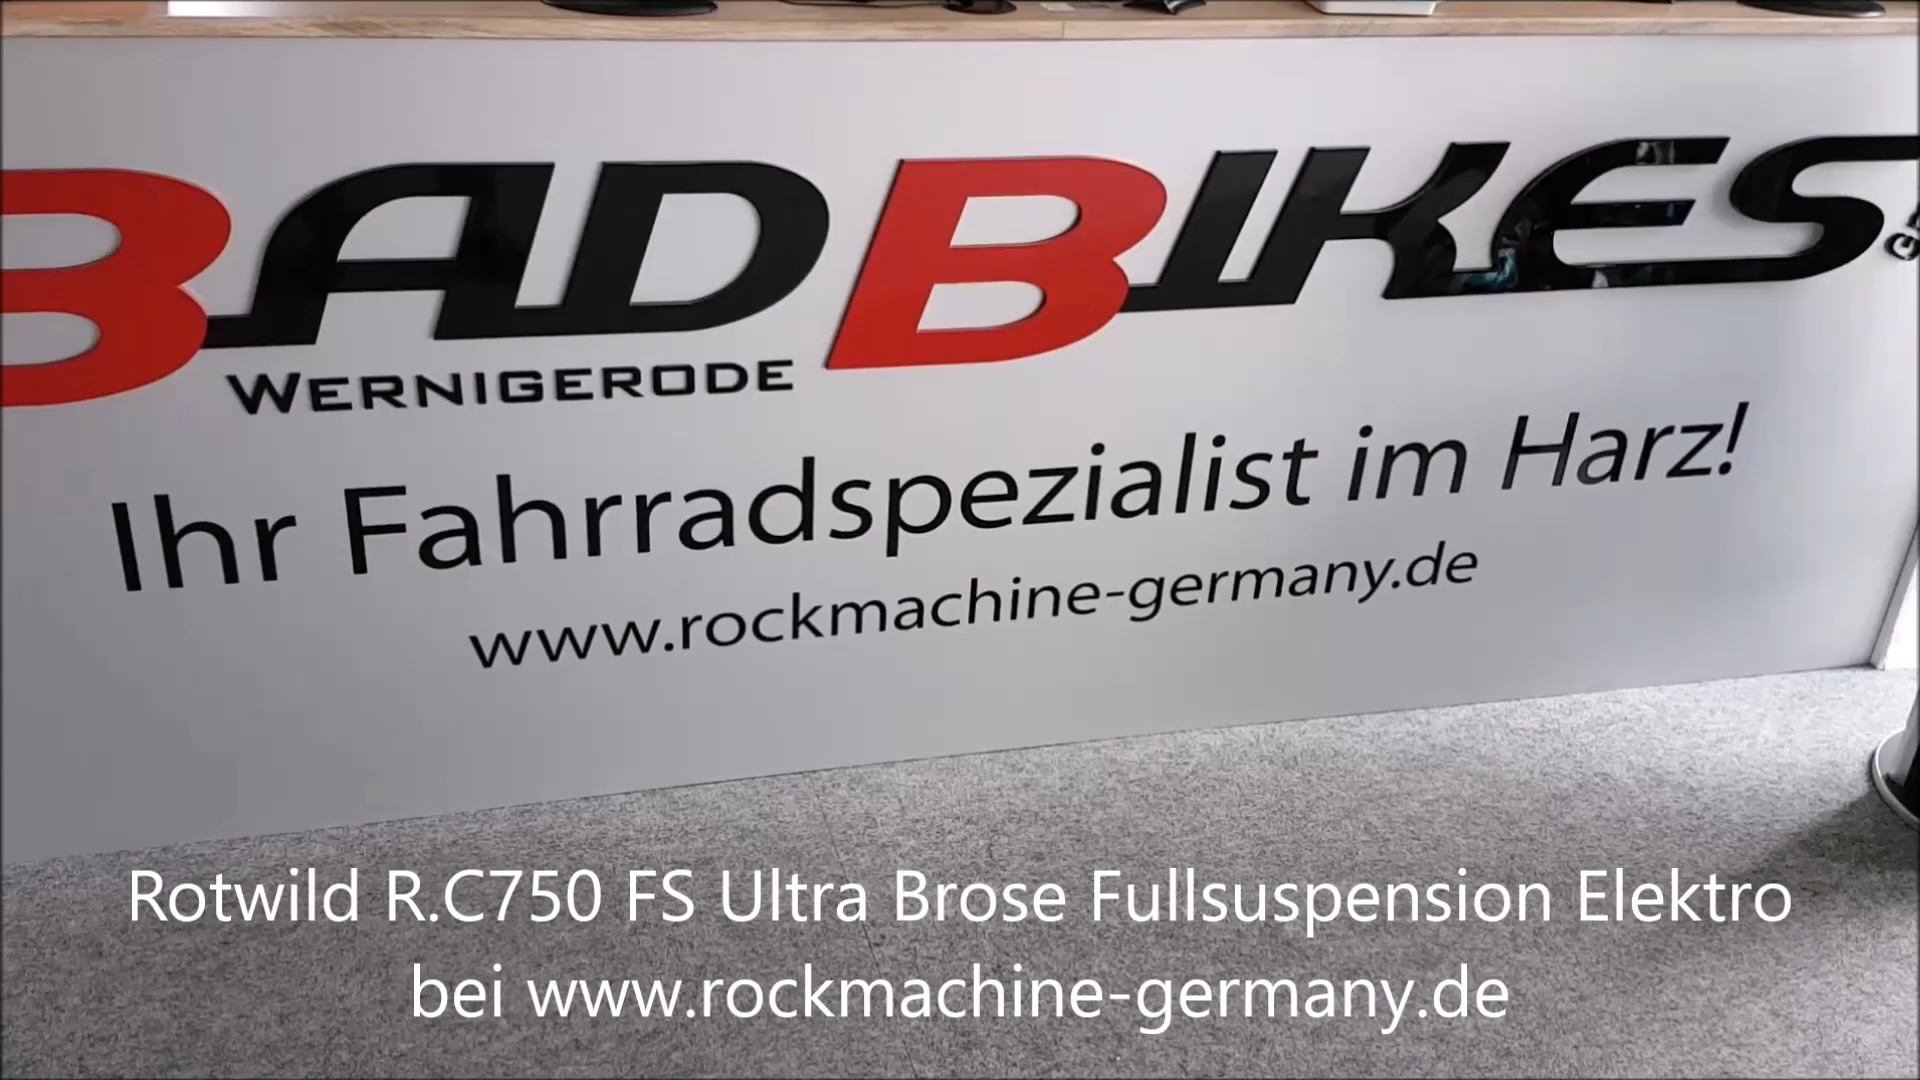 BADBIKES
WERNIGERODE
Ihr Fahrradspezialist im Harz!
www.rockmachine-germany.de
Rotwild R.C750 FS Ultra Brose Fullsuspension Elektro
bei www.rockmachine-germany.de